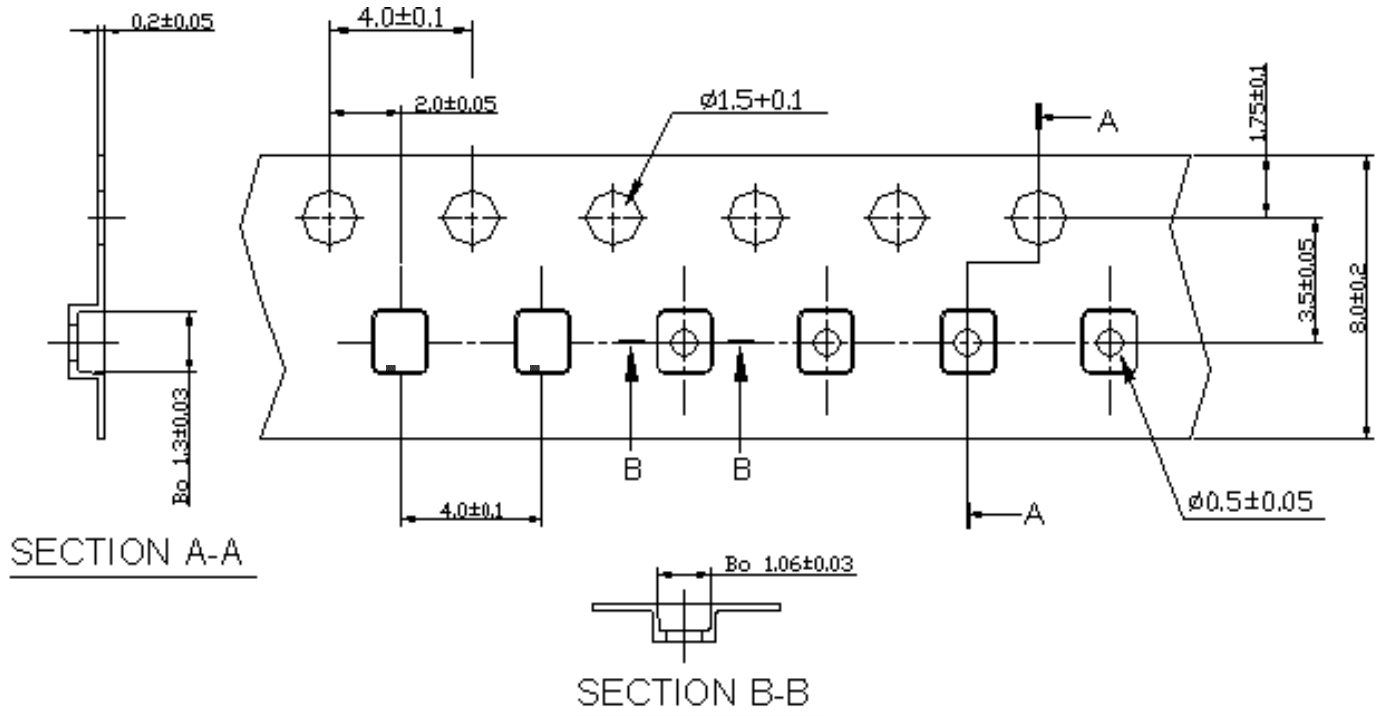 0.2±0.05
4.0±0.1
2.0±0.05
ø1.5+0.1
A
1.75±0.1
3.5±0.05
8.0±0.2
Bo 1.3±0.03
B
B
4.0±0.1
A
ø0.5±0.05
SECTION A-A
Bo 1.06±0.03
SECTION B-B